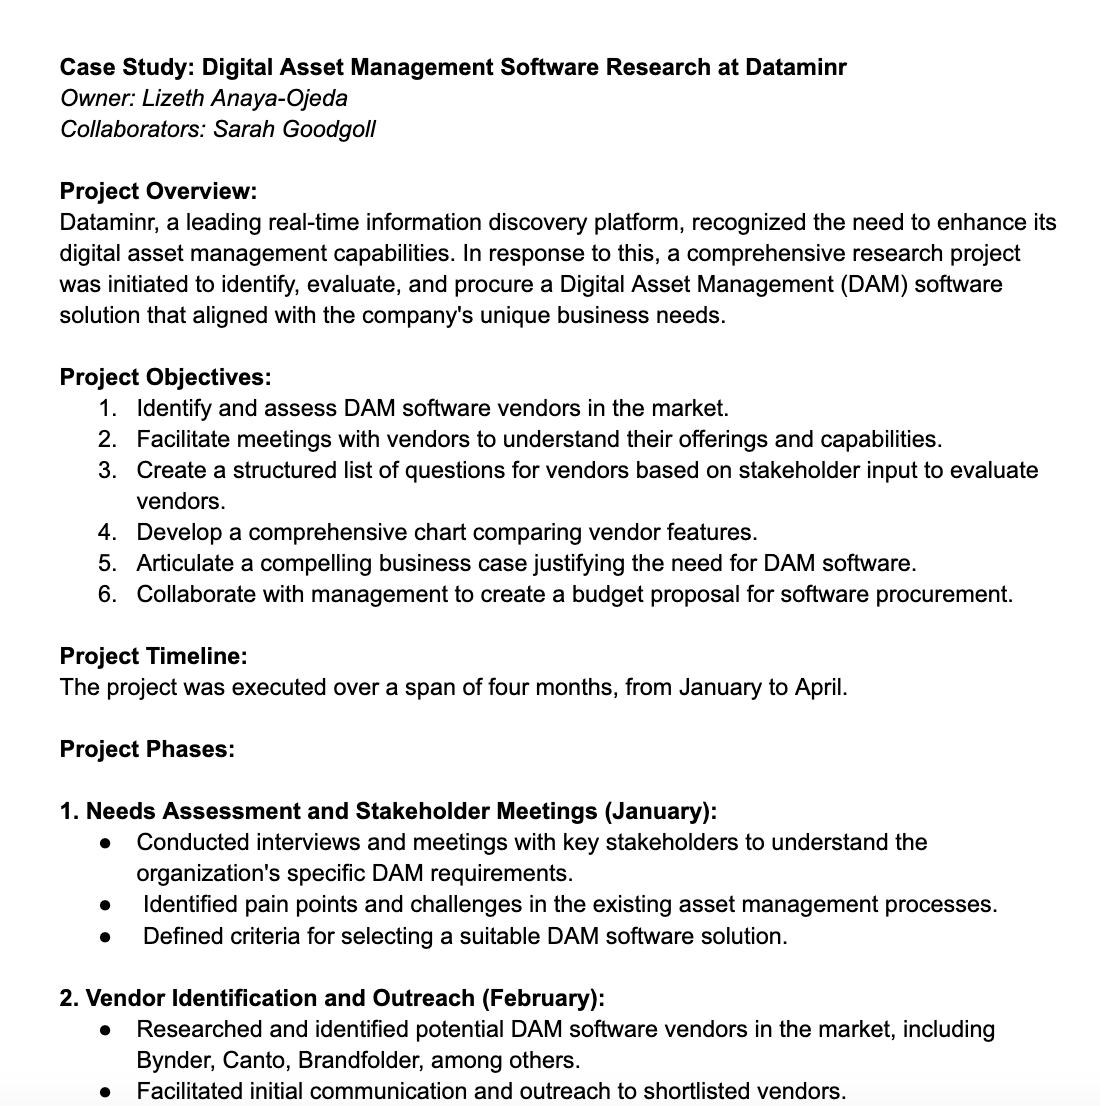 Case Study: Digital Asset Management Software Research at Dataminr
Owner: Lizeth Anaya-Ojeda
Collaborators: Sarah Goodgoll
Project Overview:
Dataminr, a leading real-time information discovery platform, recognized the need to enhance its
digital asset management capabilities. In response to this, a comprehensive research project
was initiated to identify, evaluate, and procure a Digital Asset Management (DAM) software
solution that aligned with the company's unique business needs.
Project Objectives:
1. Identify and assess DAM software vendors in the market.
2. Facilitate meetings with vendors to understand their offerings and capabilities.
3. Create a structured list of questions for vendors based on stakeholder input to evaluate
vendors.
4. Develop a comprehensive chart comparing vendor features.
5. Articulate a compelling business case justifying the need for DAM software.
6. Collaborate with management to create a budget proposal for software procurement.
Project Timeline:
The project was executed over a span of four months, from January to April.
Project Phases:
1. Needs Assessment and Stakeholder Meetings (January):
● Conducted interviews and meetings with key stakeholders to understand the
organization's specific DAM requirements.
● Identified pain points and challenges in the existing asset management processes.
● Defined criteria for selecting a suitable DAM software solution.
2. Vendor Identification and Outreach (February):
● Researched and identified potential DAM software vendors in the market, including
Bynder, Canto, Brandfolder, among others.
● Facilitated initial communication and outreach to shortlisted vendors.